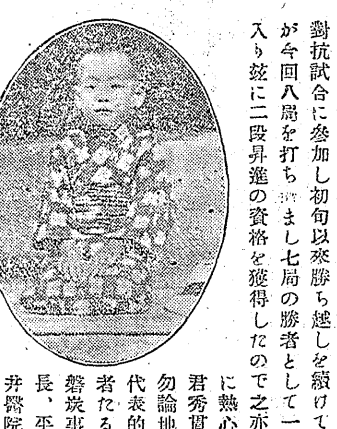 對抗試合に參加し初旬以來勝ち越しを續けて
が今回八局を打ち まし七局の勝者として一
入り玆に二段昇進の資格を獲得したので之亦
に熱心
君秀
勿論地
代表的
者たる
磐炭事
長、平
井醫院